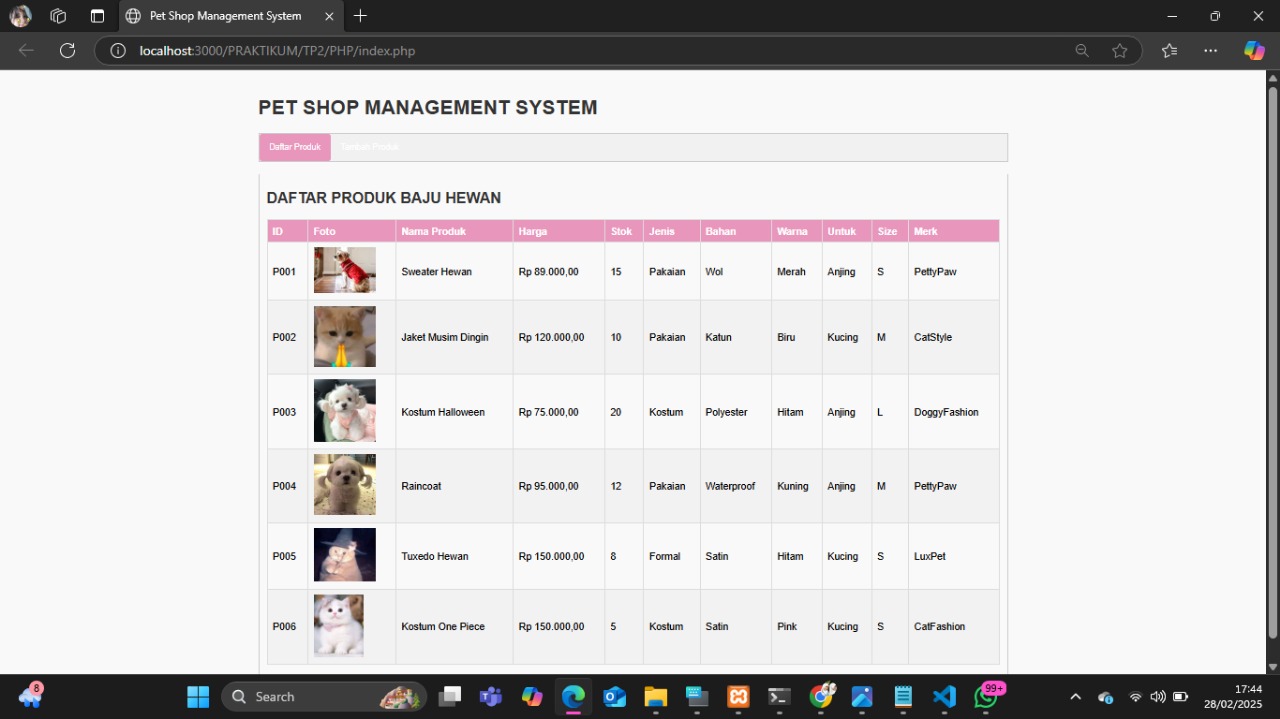 Pet Shop Management System
localhost:3000/PRAKTIKUM/TP2/PHP/index.php
PET SHOP MANAGEMENT SYSTEM
Daftar Produk Tambah Produk
DAFTAR PRODUK BAJU HEWAN
ID Foto Nama Produk Harga Stok Jenis Bahan Warna Untuk Size Merk
P001 Sweater Hewan Rp 89.000,00 15 Pakaian Wol Merah Anjing S PettyPaw
P002 Jaket Musim Dingin Rp 120.000,00 10 Pakaian Katun Biru Kucing M CatStyle
P003 Kostum Halloween Rp 75.000,00 20 Kostum Polyester Hitam Anjing L DoggyFashion
P004 Raincoat Rp 95.000,00 12 Pakaian Waterproof Kuning Anjing M PettyPaw
P005 Tuxedo Hewan Rp 150.000,00 8 Formal Satin Hitam Kucing S LuxPet
P006 Kostum One Piece Rp 150.000,00 5 Kostum Satin Pink Kucing S CatFashion
8 Search 99+ 17:44
28/02/2025